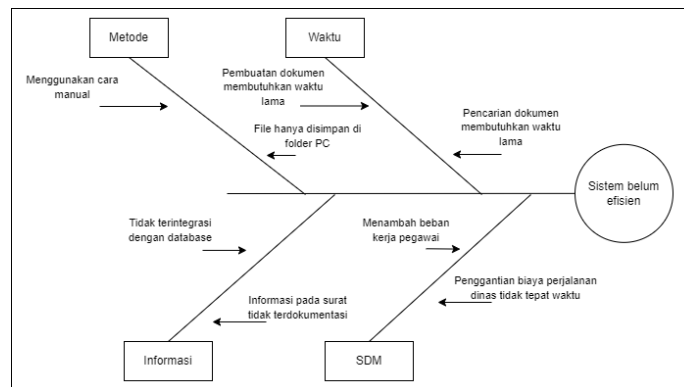 Metode
Waktu
Menggunakan cara
manual
Pembuatan dokumen
membutuhkan waktu
lama
File hanya disimpan di
folder PC
Pencarian dokumen
membutuhkan waktu
lama
Sistem belum
efisien
Tidak terintegrasi
dengan database
Menambah beban
kerja pegawai
Informasi pada surat
tidak terdokumentasi
Penggantian biaya perjalanan
dinas tidak tepat waktu
Informasi
SDM